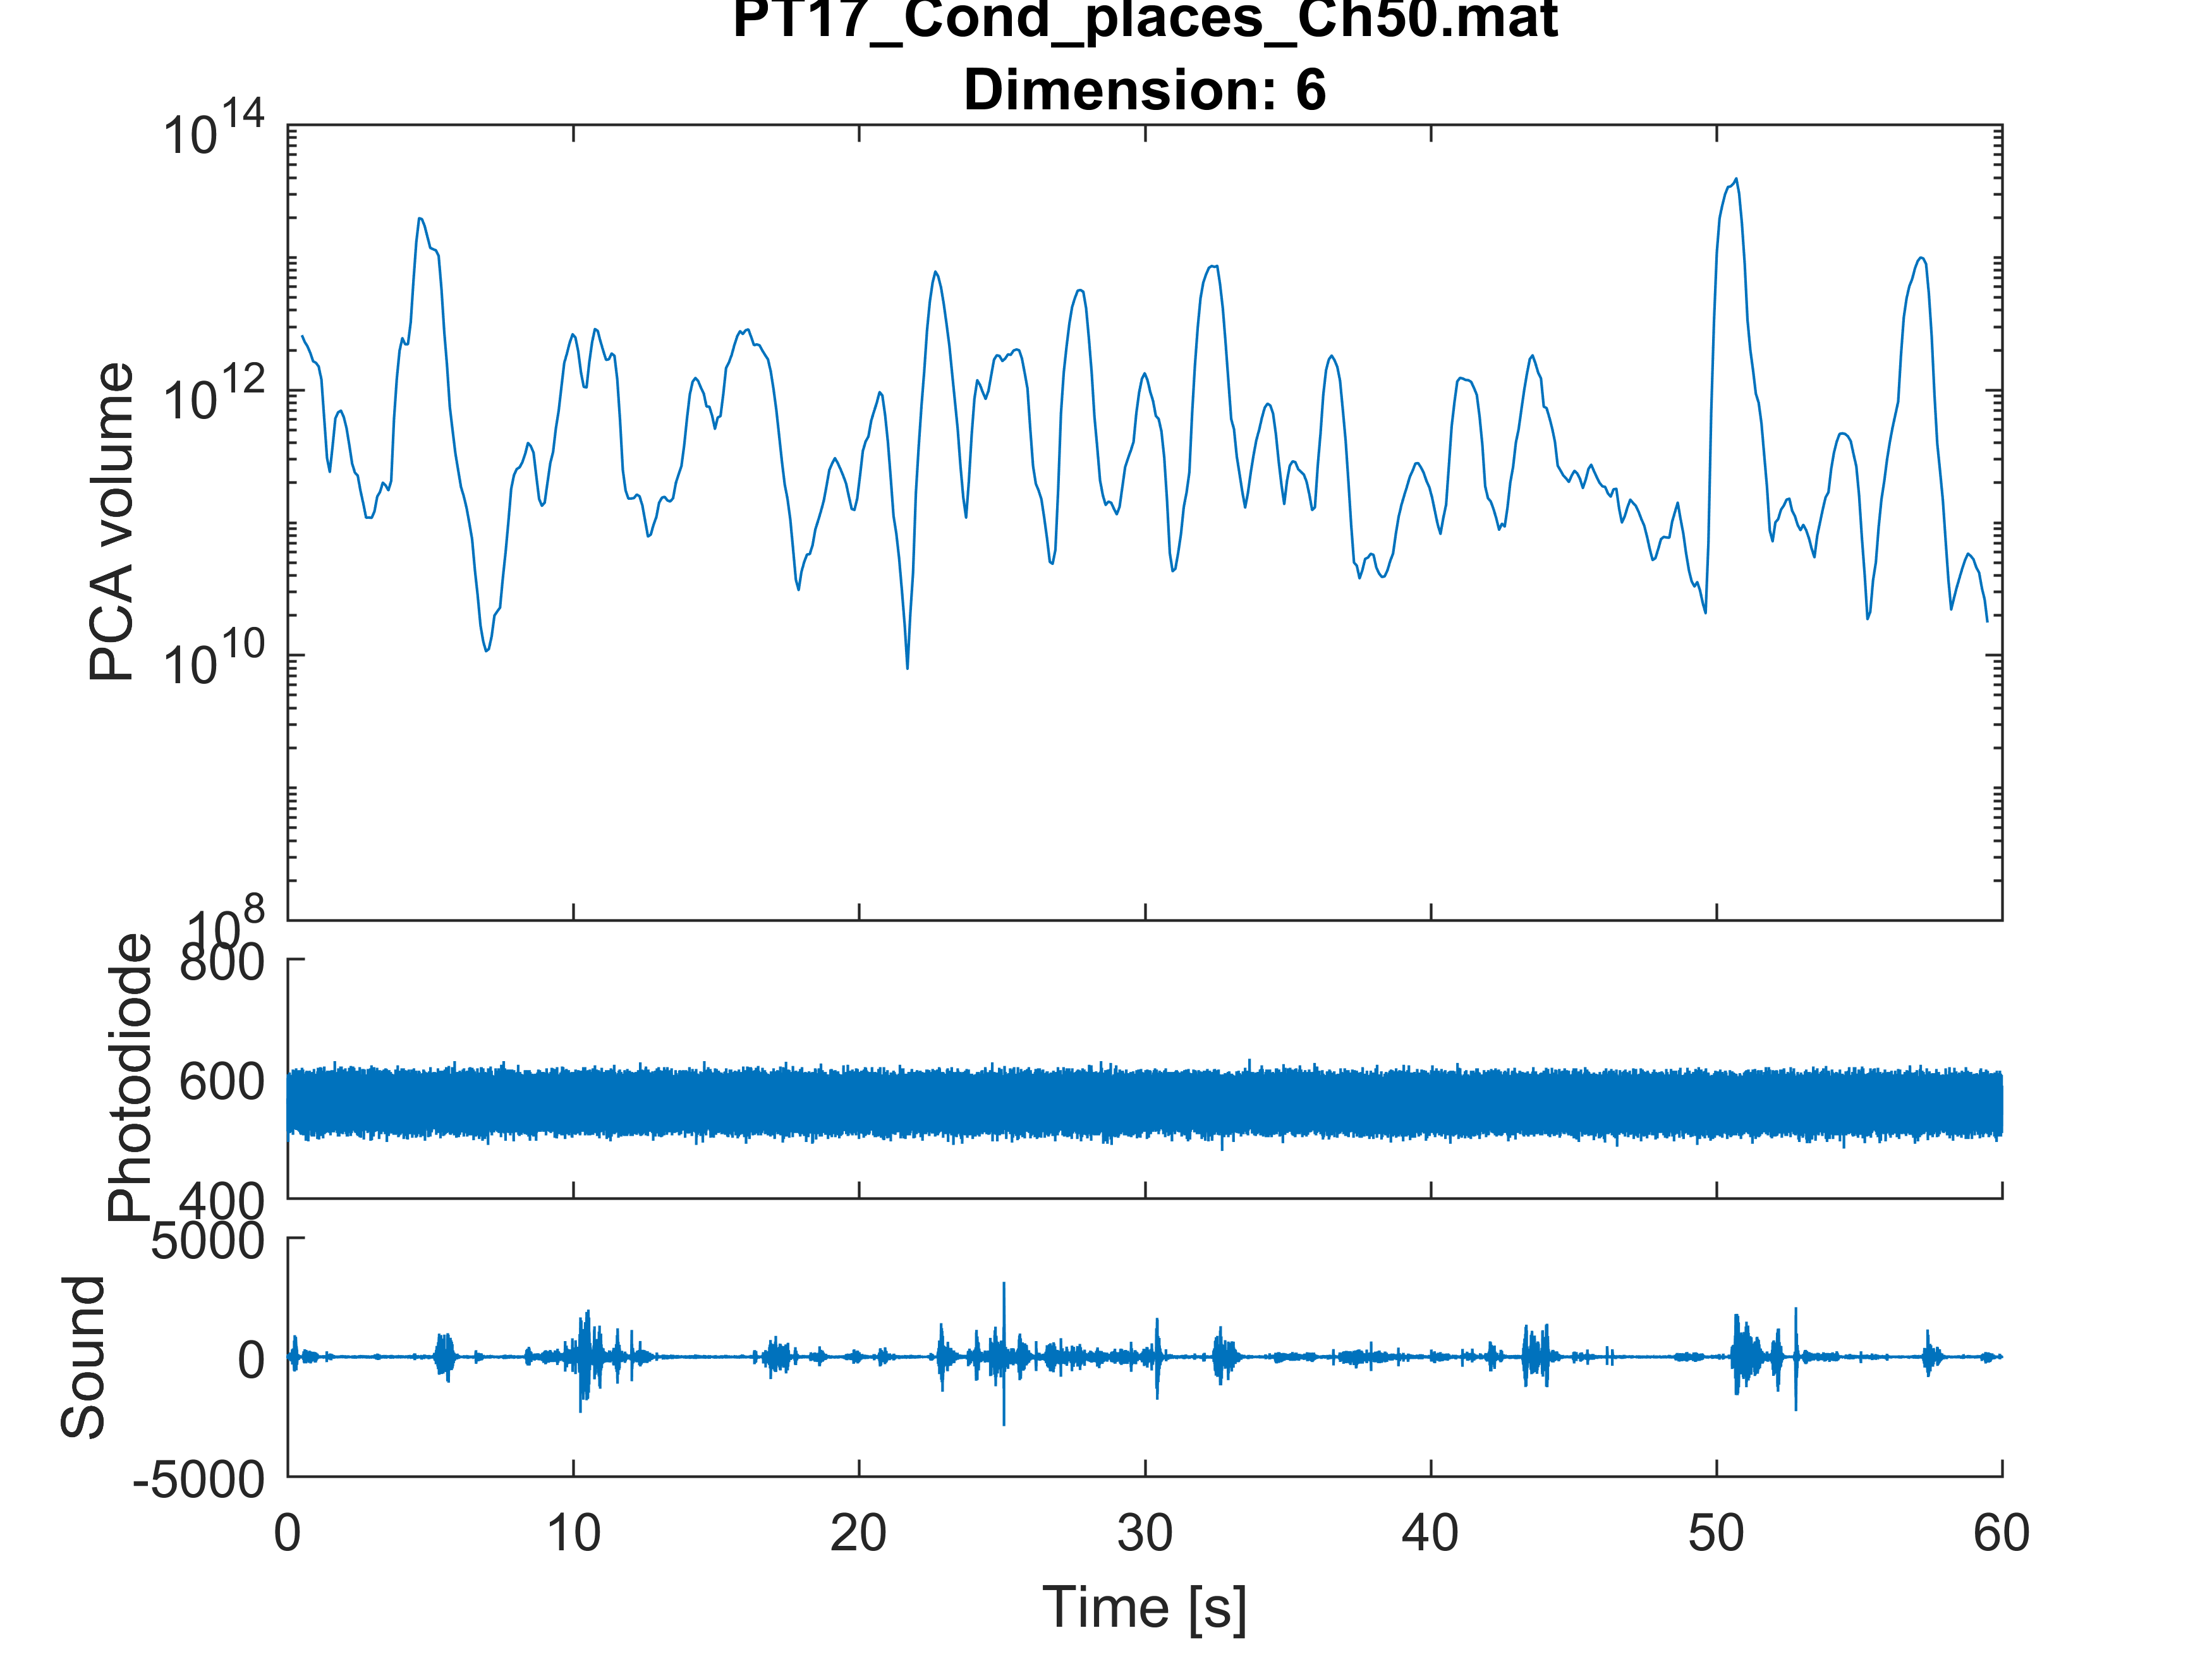 PT17_Cond_places_Ch50.mat
Dimension: 6
10^14
10^12
10^10
10^8
PCA volume
800
600
400
Photodiode
5000
0
-5000
Sound
0 10 20 30 40 50 60
Time [s]